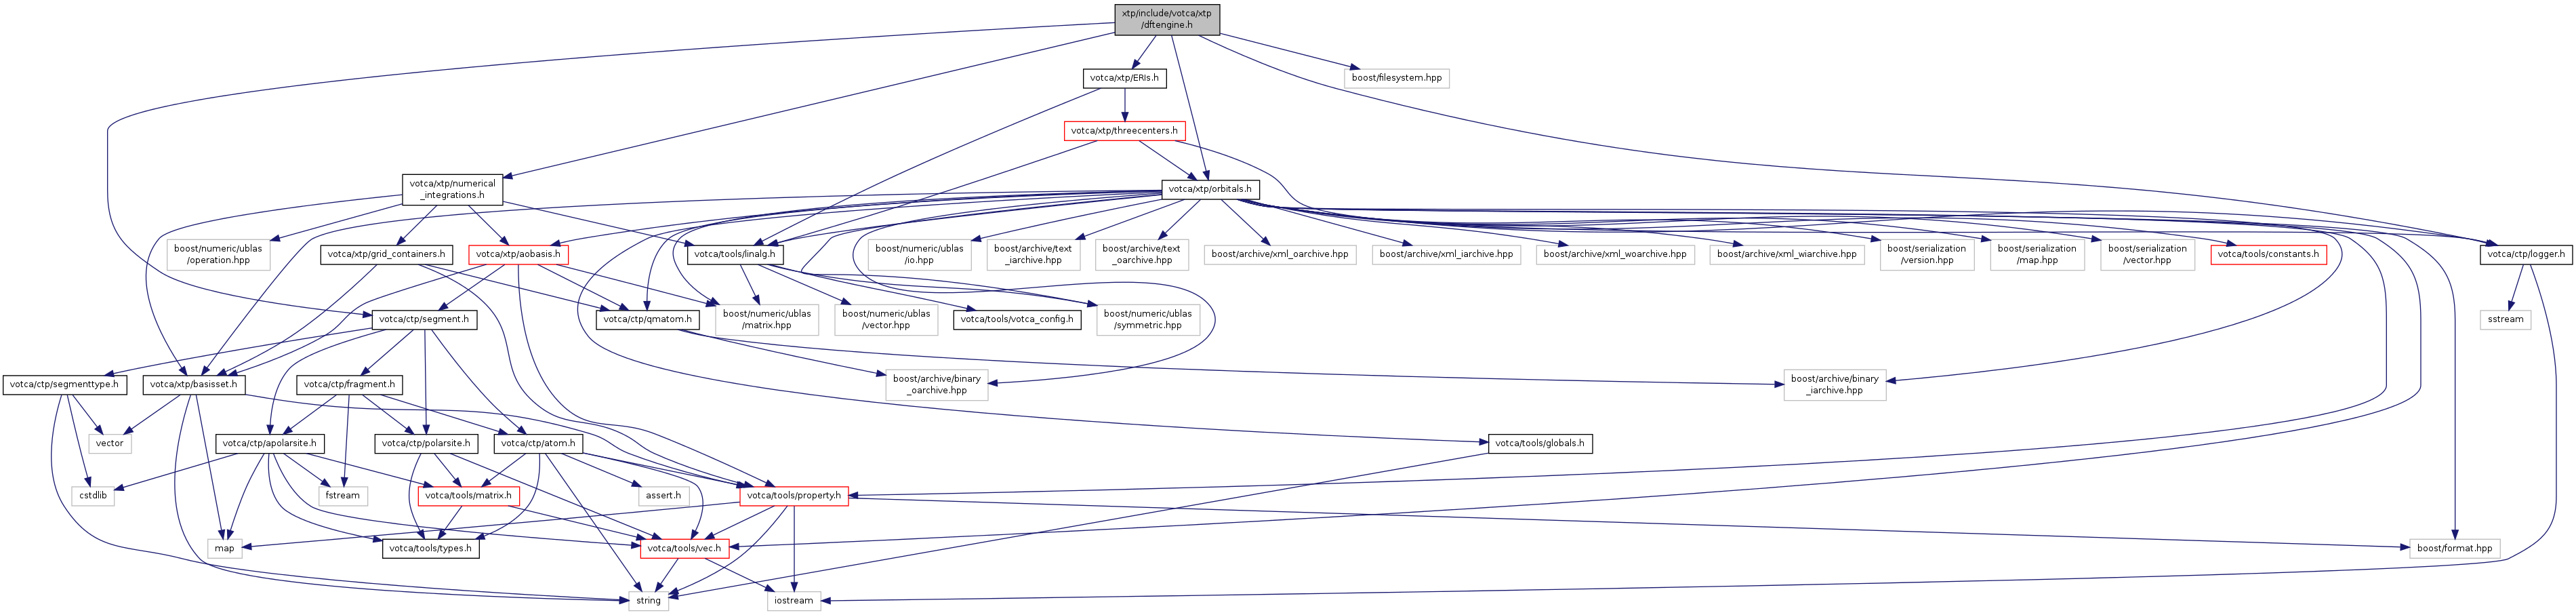 xtp/include/votca/xtp
/dftengine.h
votca/xtp/ERIs.h
boost/filesystem.hpp
votca/xtp/threecenters.h
votca/xtp/numerical
_integrations.h
votca/xtp/orbitals.h
boost/numeric/ublas
/operation.hpp
votca/xtp/grid_containers.h
votca/xtp/aobasis.h
votca/tools/linalg.h
boost/numeric/ublas
/io.hpp
boost/archive/text
_iarchive.hpp
boost/archive/text
_oarchive.hpp
boost/archive/xml_oarchive.hpp
boost/archive/xml_iarchive.hpp
boost/archive/xml_woarchive.hpp
boost/archive/xml_wiarchive.hpp
boost/serialization
/version.hpp
boost/serialization
/map.hpp
boost/serialization
/vector.hpp
votca/tools/constants.h
votca/ctp/logger.h
votca/ctp/segment.h
votca/ctp/qmatom.h
boost/numeric/ublas
/matrix.hpp
boost/numeric/ublas
/vector.hpp
votca/tools/votca_config.h
boost/numeric/ublas
/symmetric.hpp
sstream
votca/ctp/segmenttype.h
votca/xtp/basisset.h
votca/ctp/fragment.h
boost/archive/binary
_oarchive.hpp
boost/archive/binary
_iarchive.hpp
vector
votca/ctp/apolarsite.h
votca/ctp/polarsite.h
votca/ctp/atom.h
votca/tools/globals.h
cstdlib
fstream
votca/tools/matrix.h
assert.h
votca/tools/property.h
map
votca/tools/types.h
votca/tools/vec.h
boost/format.hpp
string
iostream